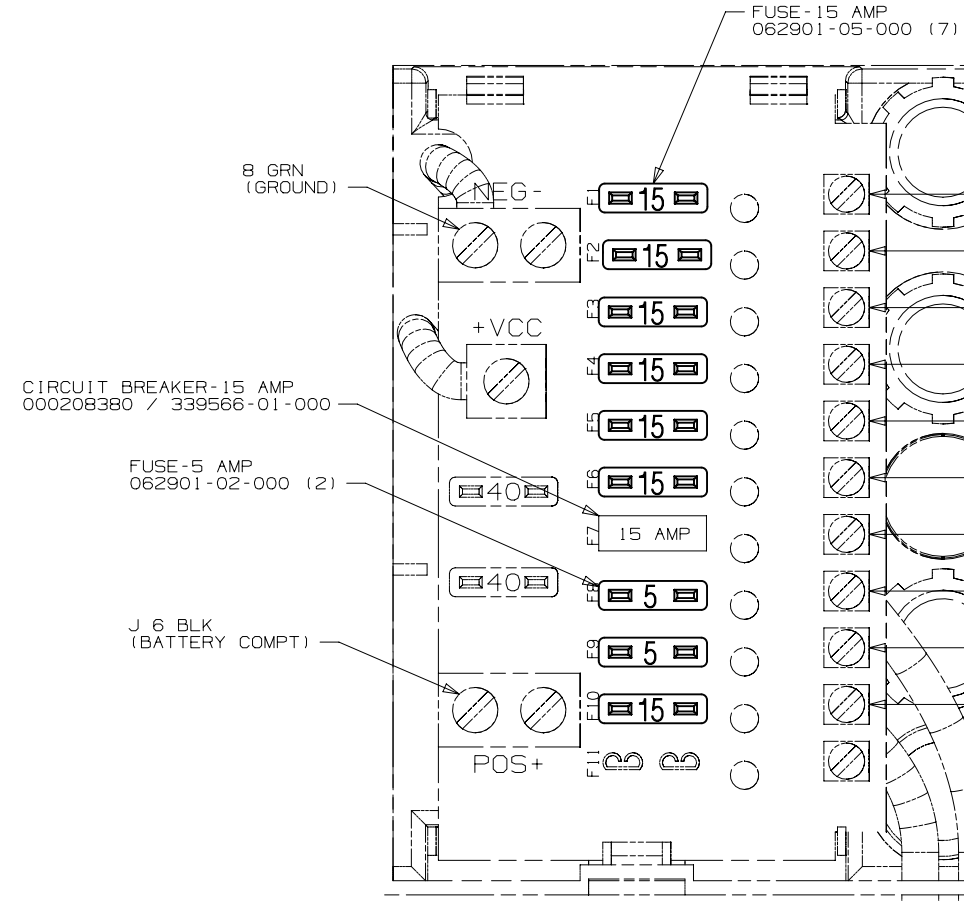 FUSE-15 AMP
062901-05-000 (7)
8 GRN
(GROUND)
NEG-
F1
15
F2
15
F3
15
+VCC
F4
15
CIRCUIT BREAKER-15 AMP
000208380 / 339566-01-000
F5
15
FUSE-5 AMP
062901-02-000 (2)
F6
15
40
F7
15 AMP
40
F8
5
J 6 BLK
(BATTERY COMPT)
F9
5
F10
15
POS+
F11